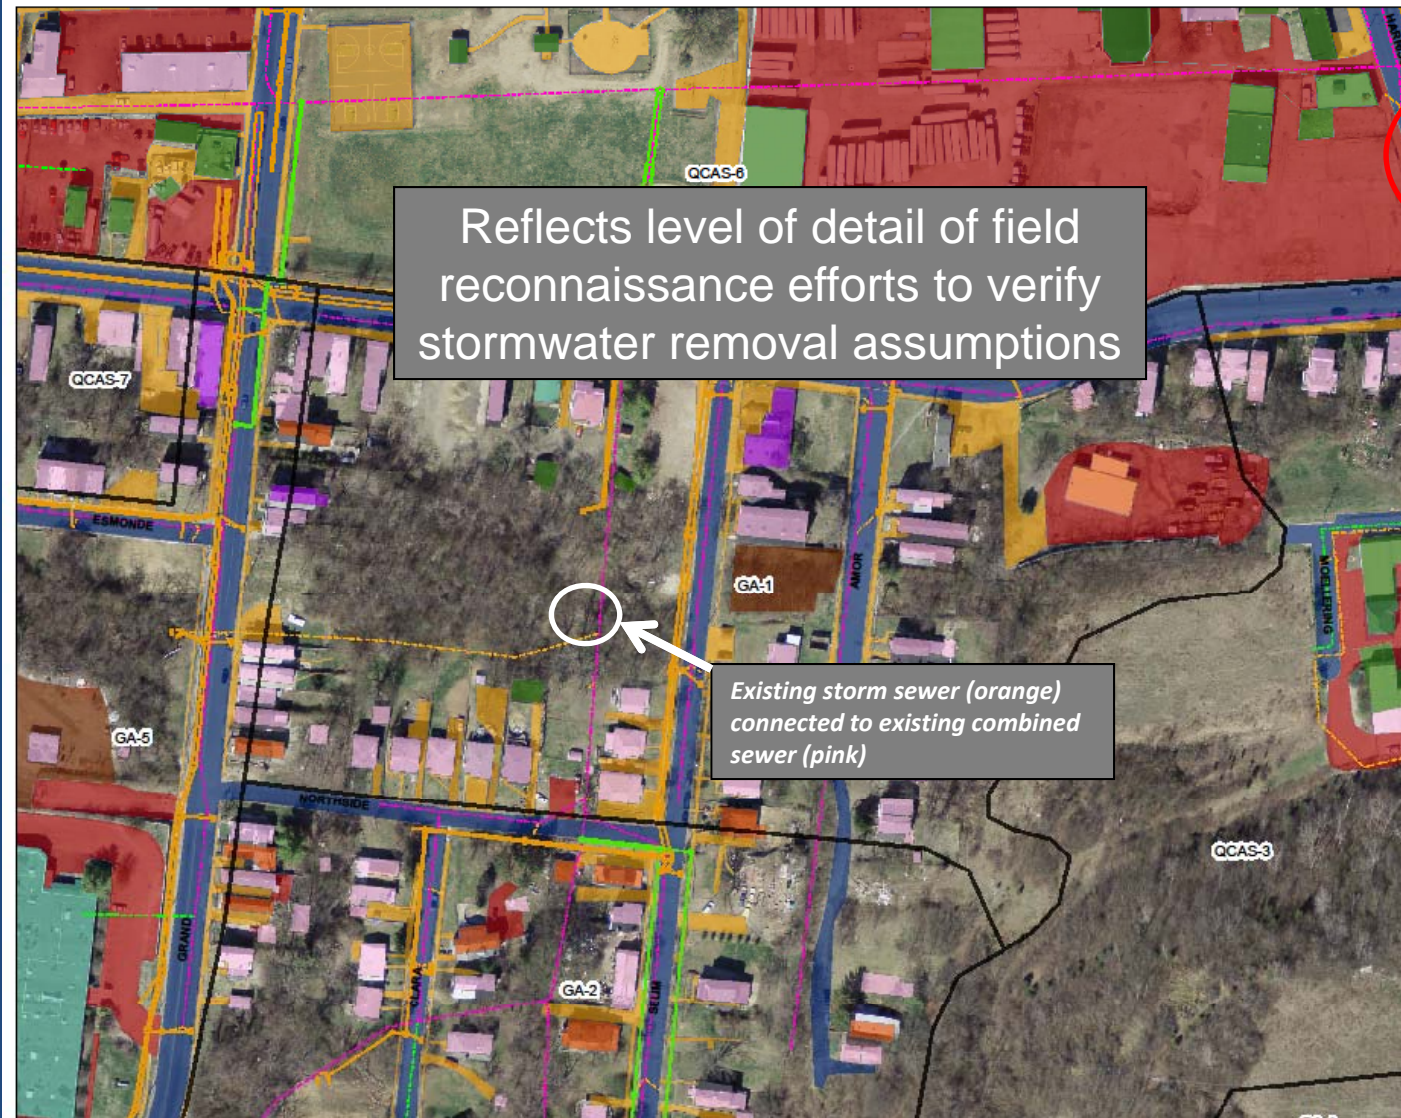 QCAS-6
Reflects level of detail of field
reconnaissance efforts to verify
stormwater removal assumptions
QCAS-7
ESMONDE
GA-1
AMOR
MOELLERING
Existing storm sewer (orange)
connected to existing combined
sewer (pink)
GA-5
NORTHSIDE
QCAS-3
GRAND
CLARA
GA-2
SELIM